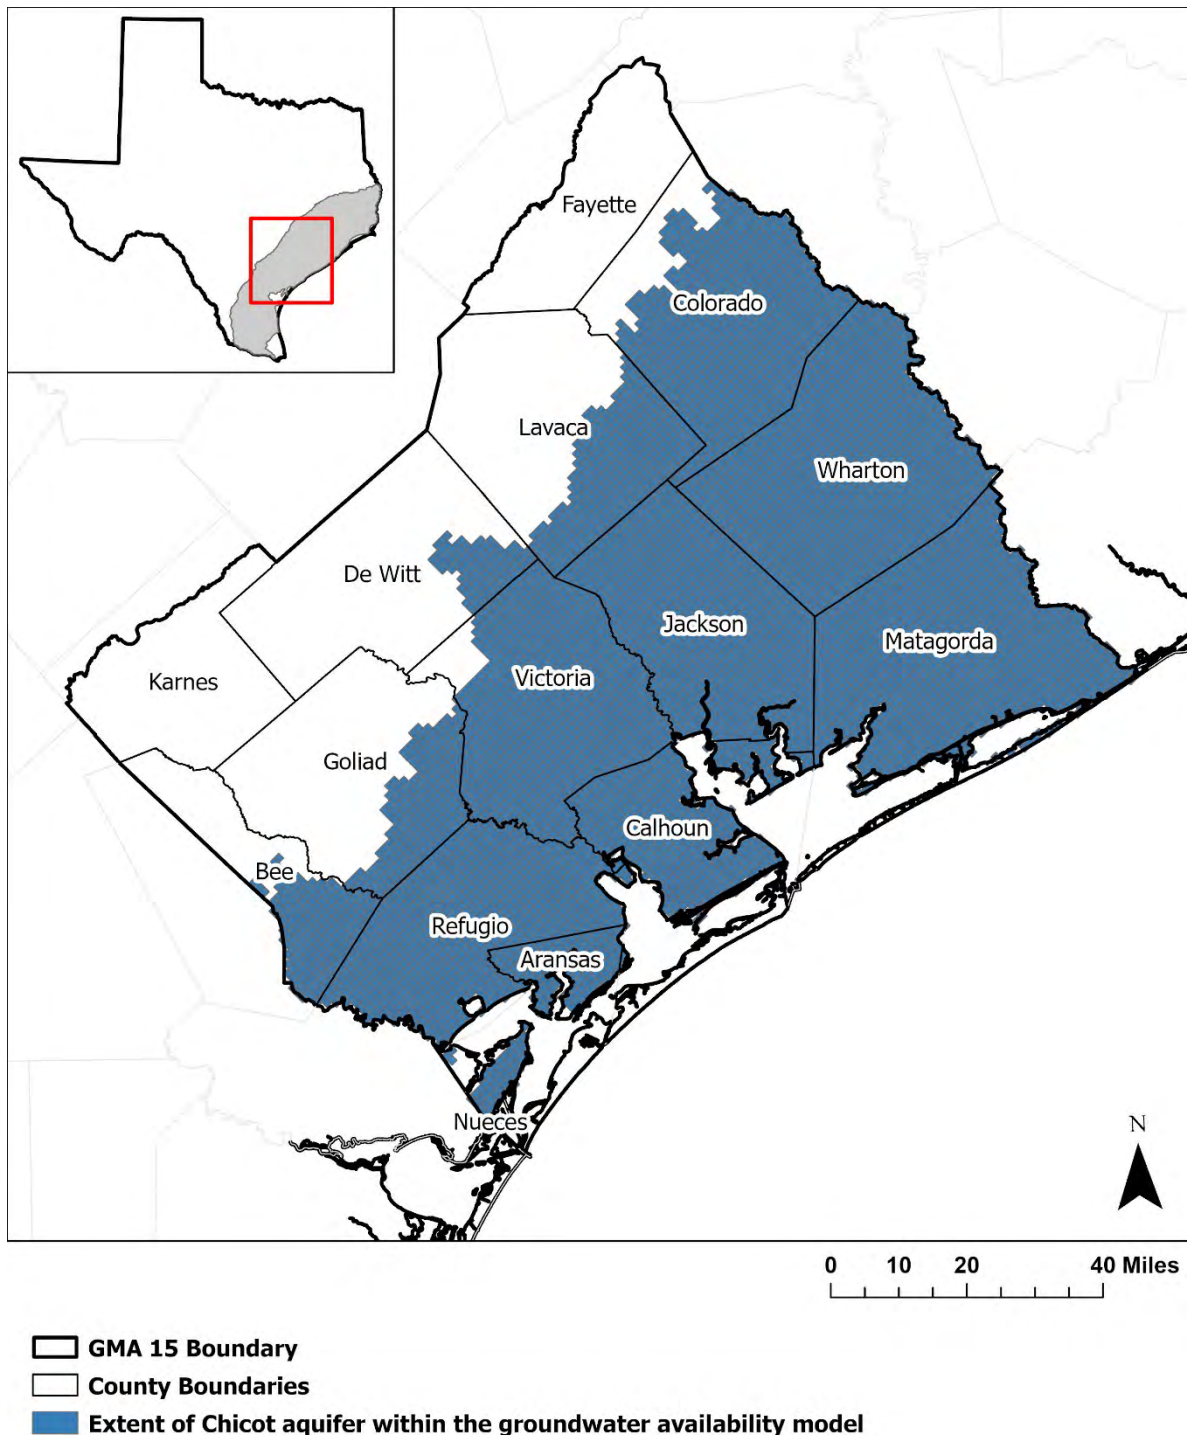 Fayette
Colorado
Lavaca
Wharton
De Witt
Jackson
Matagorda
Karnes
Victoria
Goliad
Calhoun
Bee
Refugio
Aransas
Nueces
N
0 10 20 40 Miles
GMA 15 Boundary
County Boundaries
Extent of Chicot aquifer within the groundwater availability model